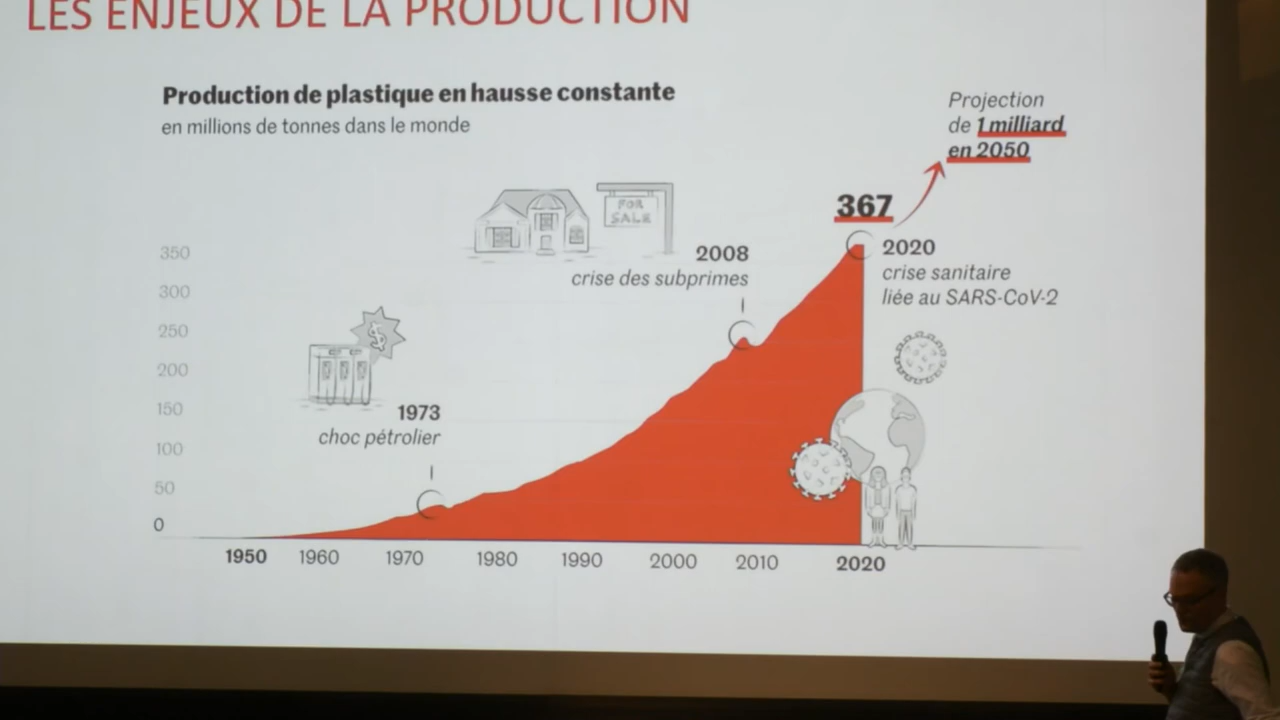 LES ENJEUX DE LA PRODUCTION
Production de plastique en hausse constante
en millions de tonnes dans le monde
Projection
de 1 milliard
en 2050
367
2020
crise sanitaire
liée au SARS-CoV-2
FOR
SALE
2008
crise des subprimes
$
1973
choc pétrolier
350
300
250
200
150
100
50
0
1950 1960 1970 1980 1990 2000 2010 2020